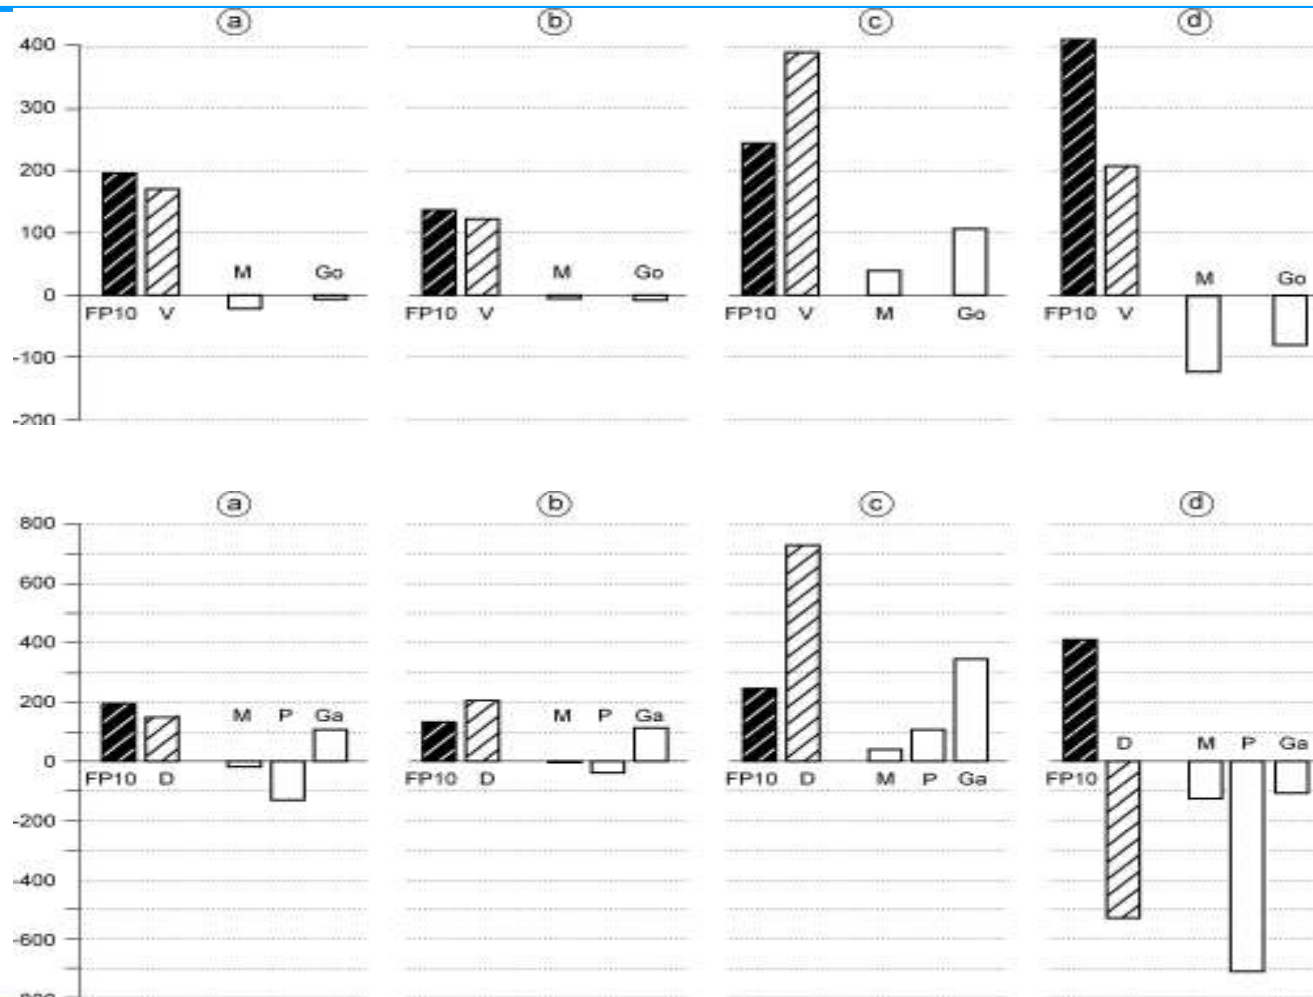 ⓐ ⓑ ⓒ ⓓ
400
300
200
100
M Go M Go M Go
0
FP10 V FP10 V FP10 V M Go FP10 V
-100
-200
ⓐ ⓑ ⓒ ⓓ
800
600
400
200
M P Ga M P Ga
0 D M P Ga
FP10 D FP10 D FP10 D M P Ga FP10
-200
-400
-600